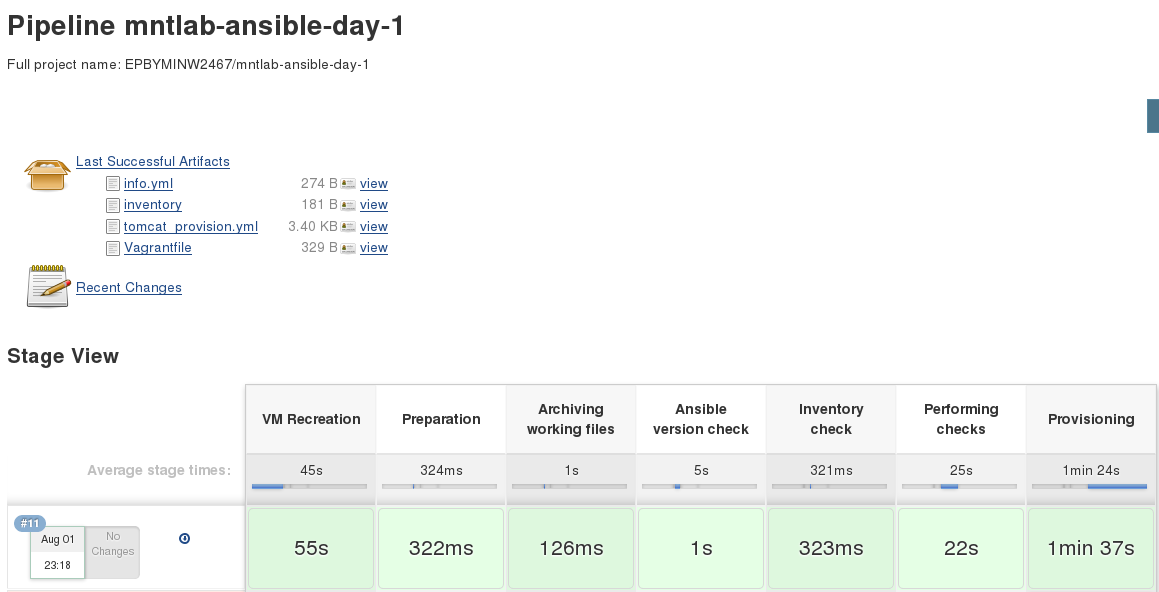 Pipeline mntlab-ansible-day-1
Full project name: EPBYMINW2467/mntlab-ansible-day-1
Last Successful Artifacts
info.yml 274 B view
inventory 181 B view
tomcat_provision.yml 3.40 KB view
Vagrantfile 329 B view
Recent Changes
Stage View
VM Recreation Preparation Archiving working files Ansible version check Inventory check Performing checks Provisioning
Average stage times: 45s 324ms 1s 5s 321ms 25s 1min 24s
#11
Aug 01
23:18
No
Changes
55s 322ms 126ms 1s 323ms 22s 1min 37s